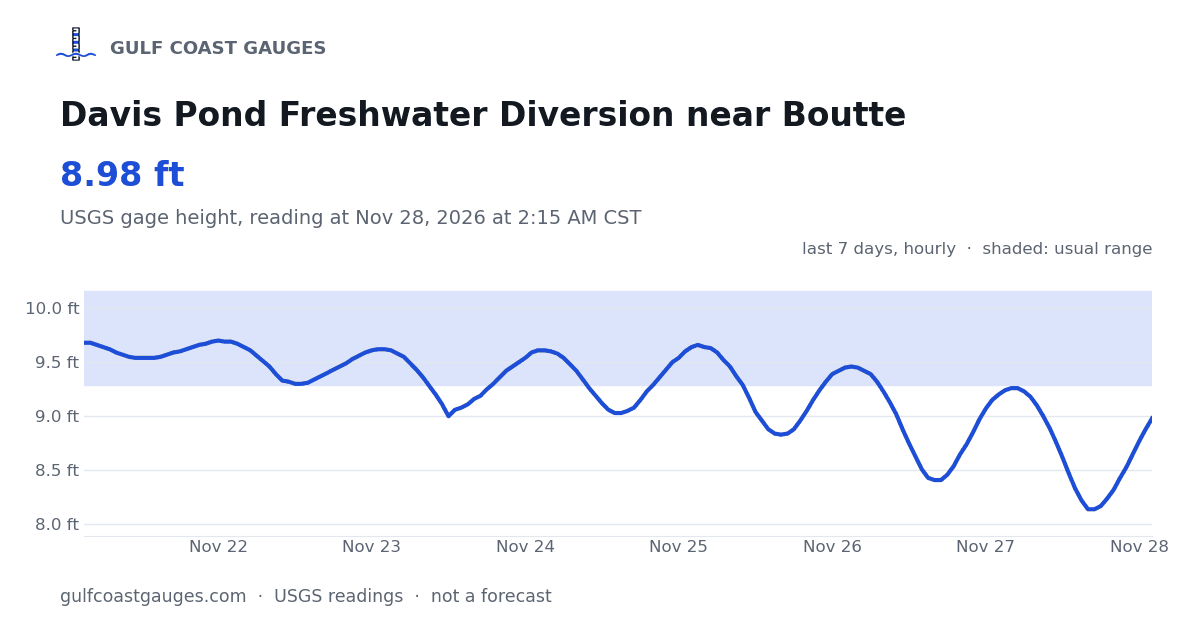 GULF COAST GAUGES
Davis Pond Freshwater Diversion near Boutte
8.98 ft
USGS gage height, reading at Nov 28, 2026 at 2:15 AM CST
last 7 days, hourly · shaded: usual range
10.0 ft
9.5 ft
9.0 ft
8.5 ft
8.0 ft
Nov 22 Nov 23 Nov 24 Nov 25 Nov 26 Nov 27 Nov 28
gulfcoastgauges.com · USGS readings · not a forecast